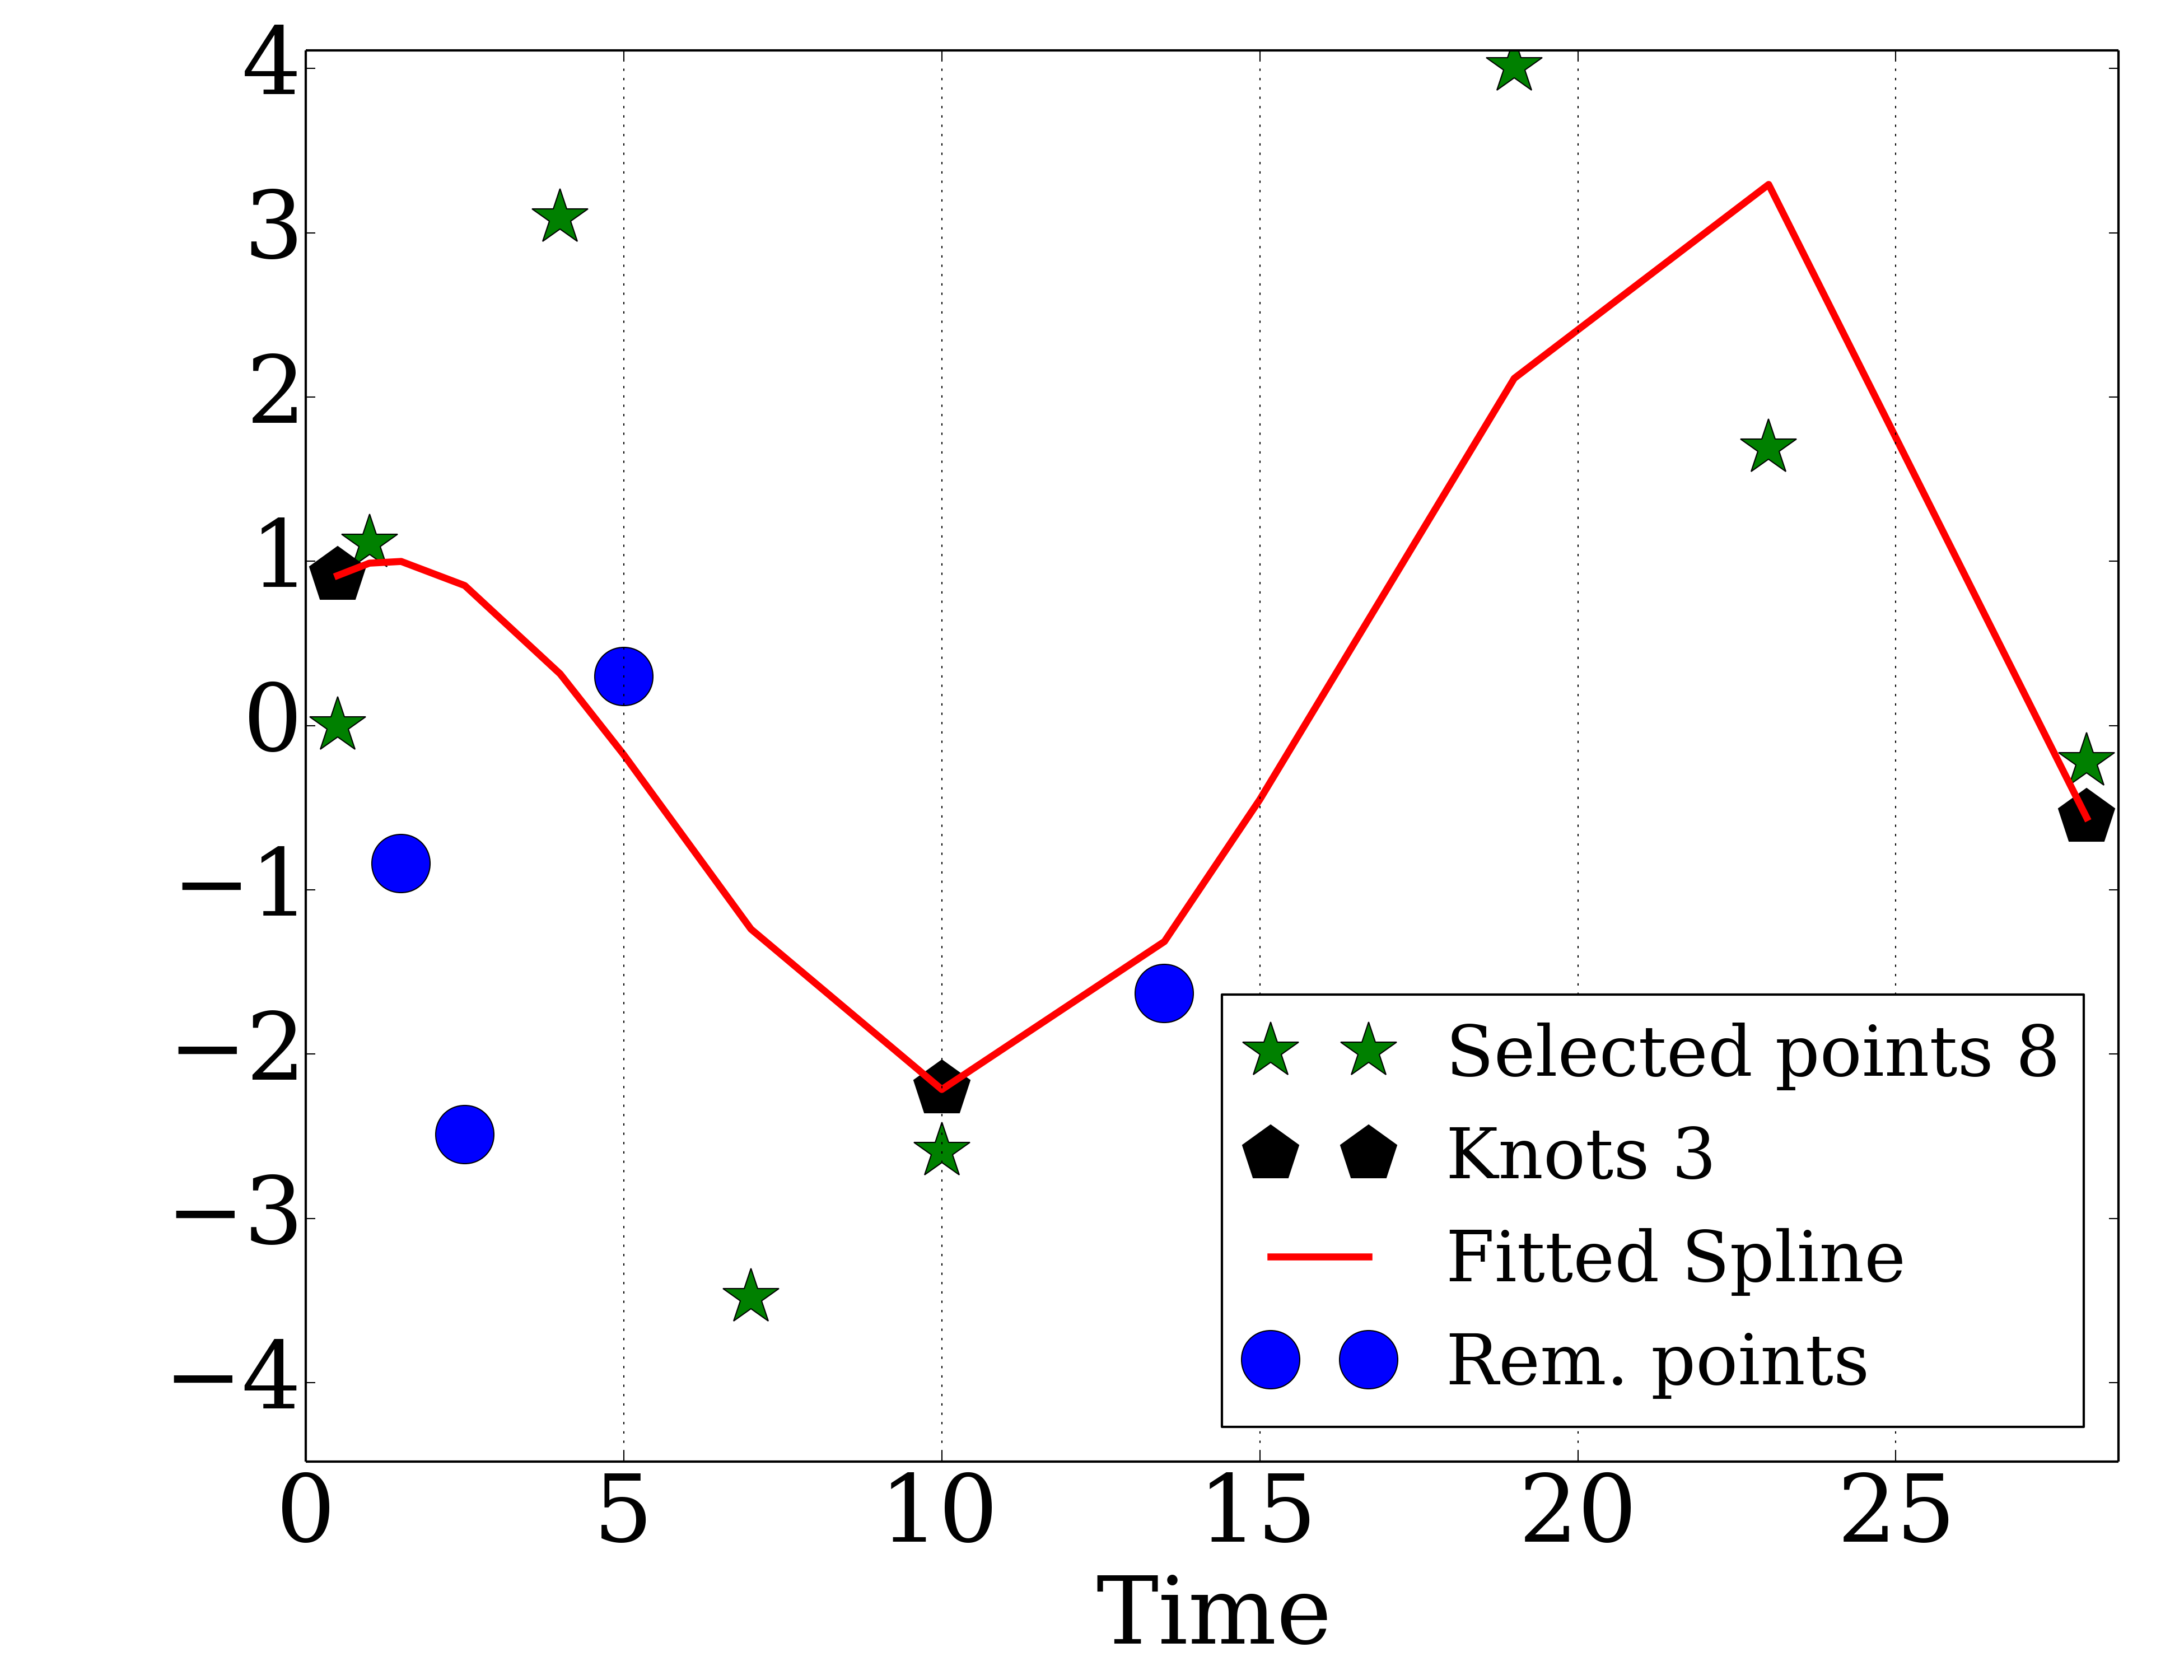 4
3
2
1
0
−1
−2
−3
−4
Selected points 8
Knots 3
Fitted Spline
Rem. points
0 5 10 15 20 25
Time